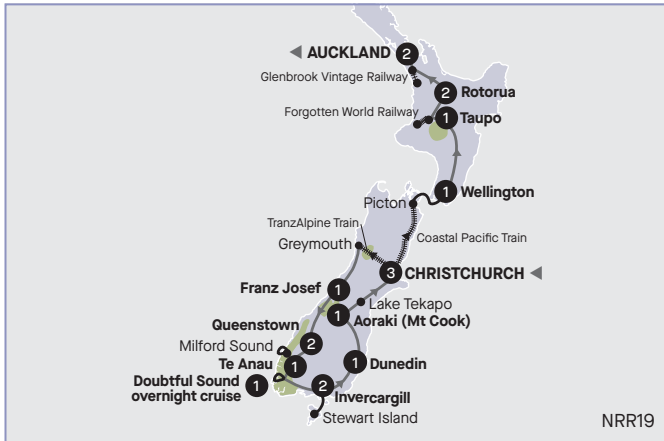 AUCKLAND
2
Glenbrook Vintage Railway
2
Rotorua
Forgotten World Railway
1
Taupo
1
Wellington
Picton
TranzAlpine Train
Coastal Pacific Train
Greymouth
3
CHRISTCHURCH
Franz Josef
1
Lake Tekapo
1
Aoraki (Mt Cook)
Queenstown
2
Milford Sound
Te Anau
1
1
Dunedin
Doubtful Sound
overnight cruise
1
2
Invercargill
Stewart Island
NRR19